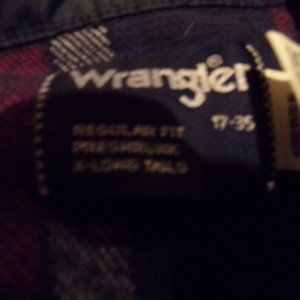 Wrangler®
17-35
REGULAR FIT
PRESHRUNK
X-LONG TAILS